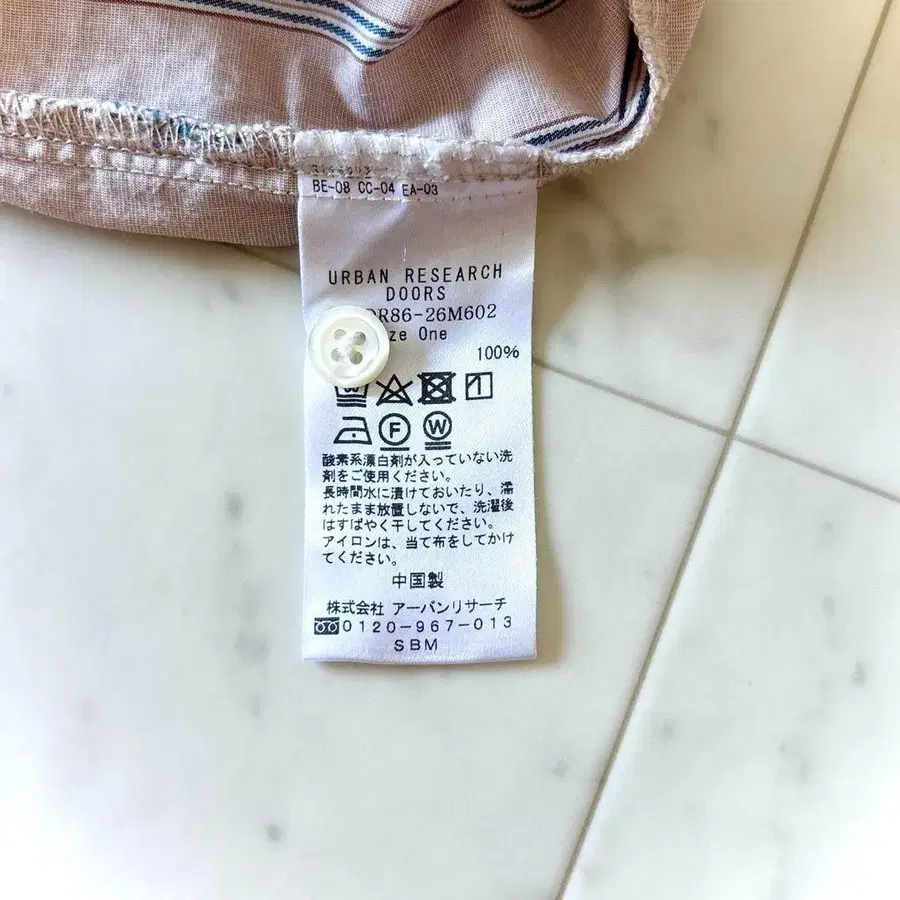 BE-08 CC-04 EA-03
URBAN RESEARCH
DOORS
DR86-26M602
ze One
100%
F
W
酸素系漂白剤が入っていない洗
剤をご使用ください。
長時間水に漬けておいたり、濡
れたまま放置しないで、洗濯後
はすばやく干してください。
アイロンは、当て布をしてかけ
てください。
中国製
株式会社 アーバンリサーチ
0120-967-013
SBM